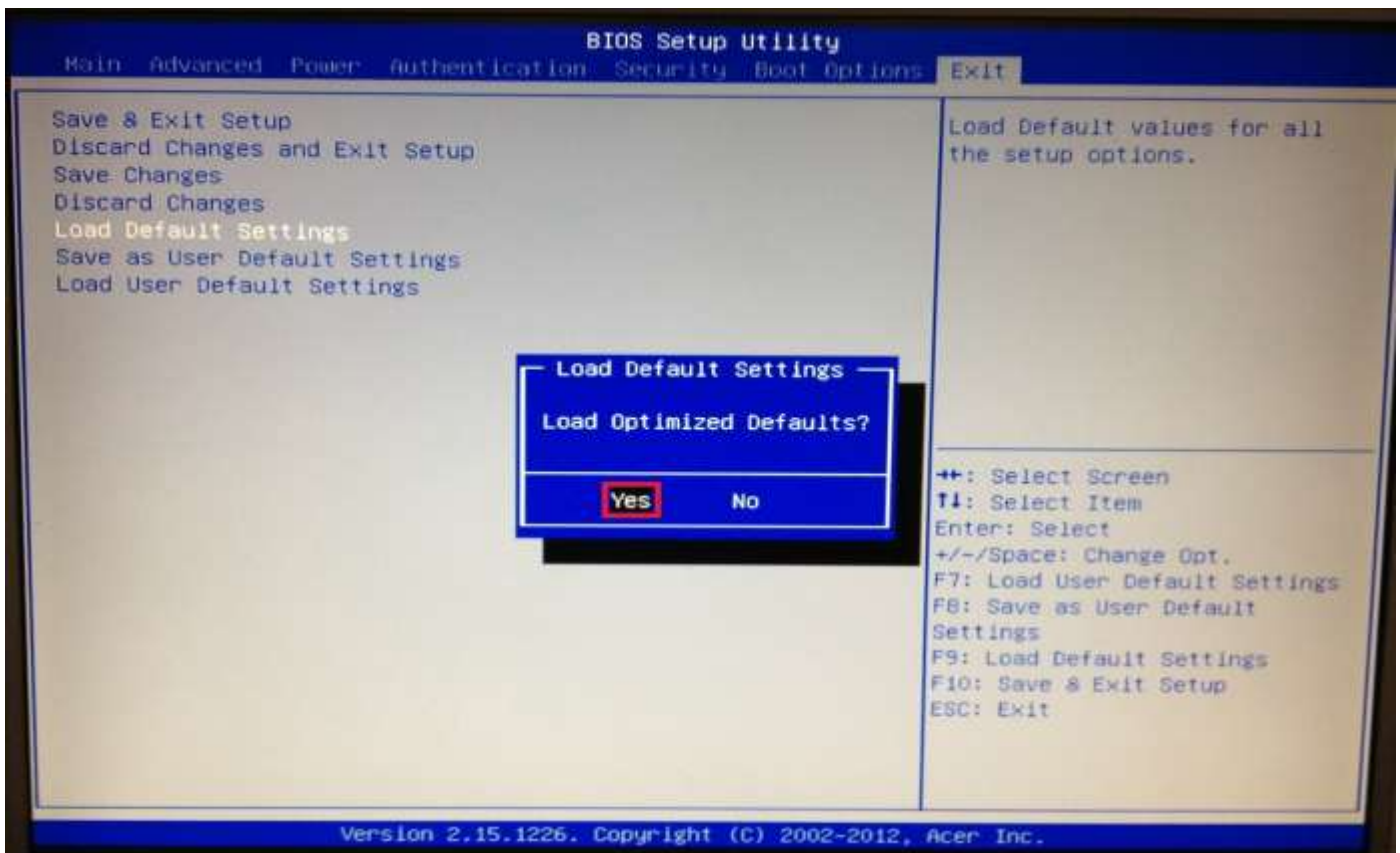 BIOS Setup Utility
Main Advanced Power Authentication Security Boot Options Exit
Save & Exit Setup
Discard Changes and Exit Setup
Save Changes
Discard Changes
Load Default Settings
Save as User Default Settings
Load User Default Settings
Load Default values for all
the setup options.
Load Default Settings
Load Optimized Defaults?
Yes No
→←: Select Screen
↑↓: Select Item
Enter: Select
+/-/Space: Change Opt.
F7: Load User Default Settings
F8: Save as User Default
Settings
F9: Load Default Settings
F10: Save & Exit Setup
ESC: Exit
Version 2.15.1226. Copyright (C) 2002-2012, Acer Inc.